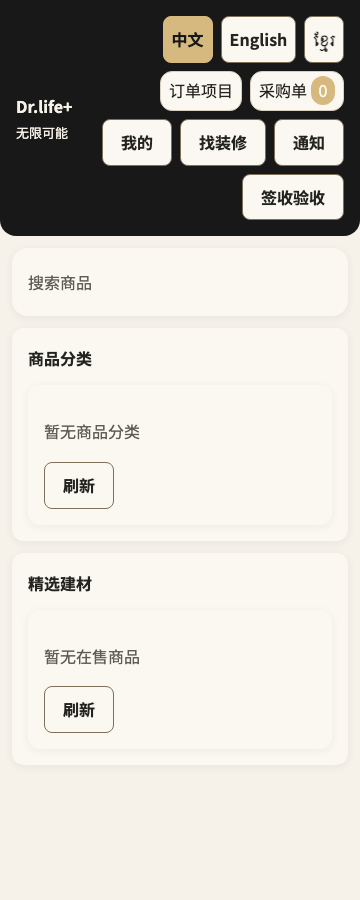 中文 English ខ្មែរ
订单项目 采购单 0
Dr.life+
无限可能
我的 找装修 通知
签收验收
搜索商品
商品分类
暂无商品分类
刷新
精选建材
暂无在售商品
刷新